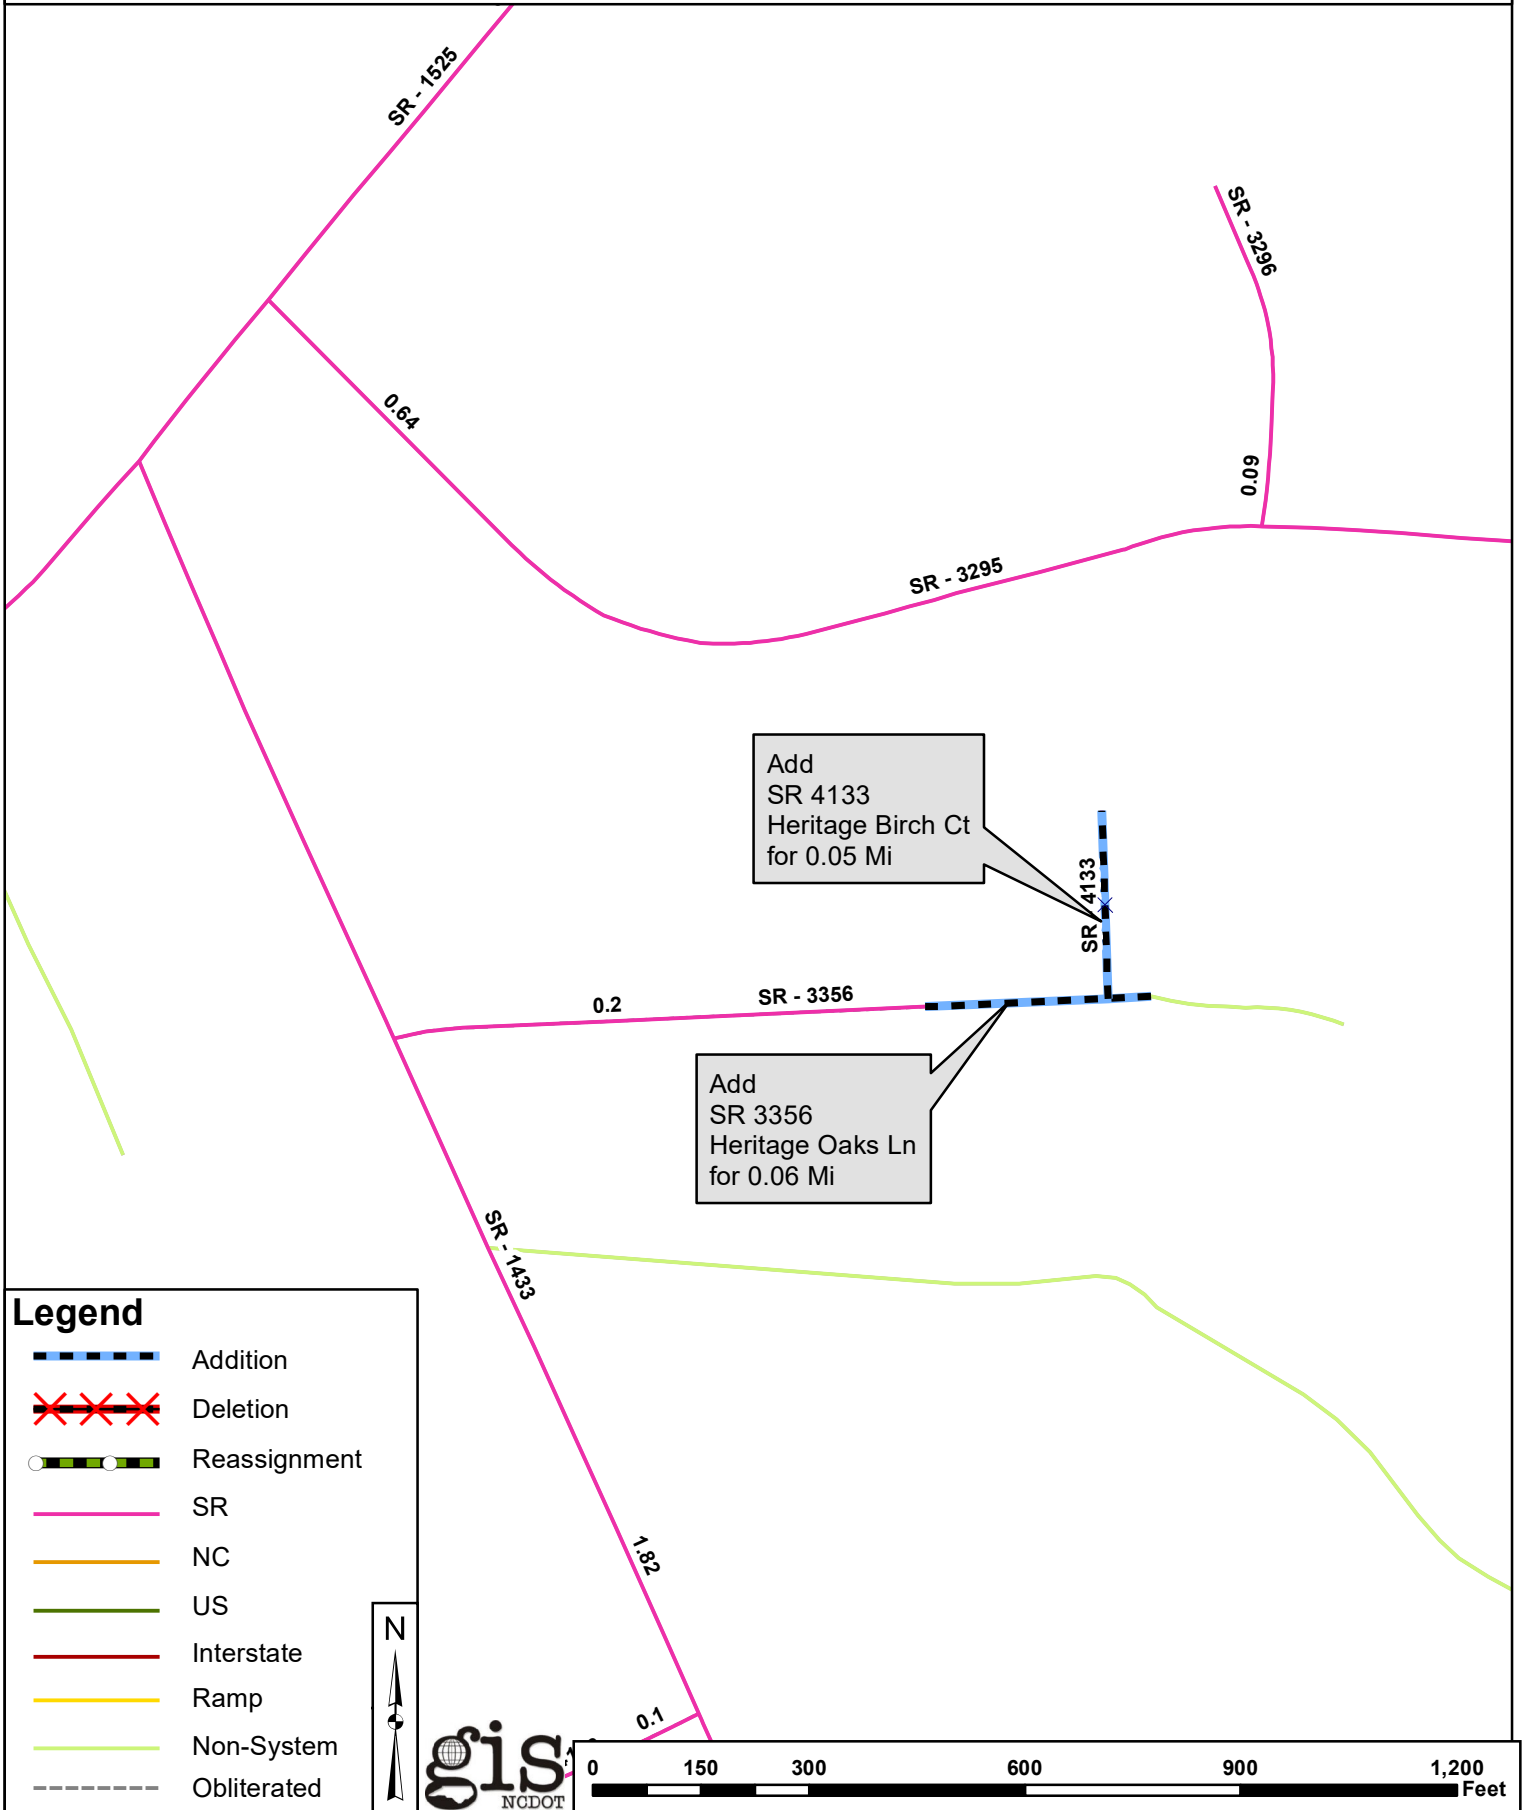 SR - 1525
SR - 3296
0.64
0.09
SR - 3295
Add
SR 4133
Heritage Birch Ct
for 0.05 Mi
SR 4133
0.2
SR - 3356
Add
SR 3356
Heritage Oaks Ln
for 0.06 Mi
SR - 1433
1.82
0.1
Legend
Addition
Deletion
Reassignment
SR
NC
US
Interstate
Ramp
Non-System
Obliterated
N
gis
NCDOT
0 150 300 600 900 1,200
Feet